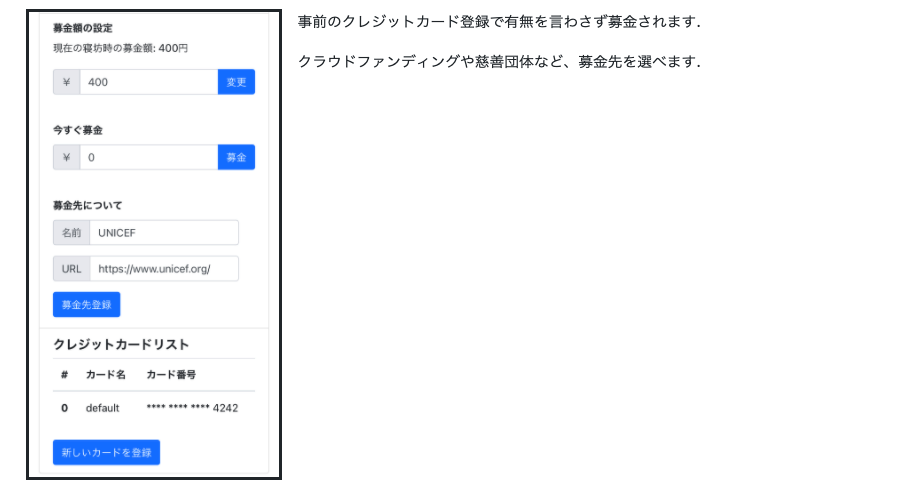 募金額の設定
現在の寝坊時の募金額: 400円
¥ 400 変更
今すぐ募金
¥ 0 募金
募金先について
名前 UNICEF
URL https://www.unicef.org/
募金先登録
クレジットカードリスト
# カード名 カード番号
0 default **** **** **** 4242
新しいカードを登録
事前のクレジットカード登録で有無を言わさず募金されます.
クラウドファンディングや慈善団体など、募金先を選べます.